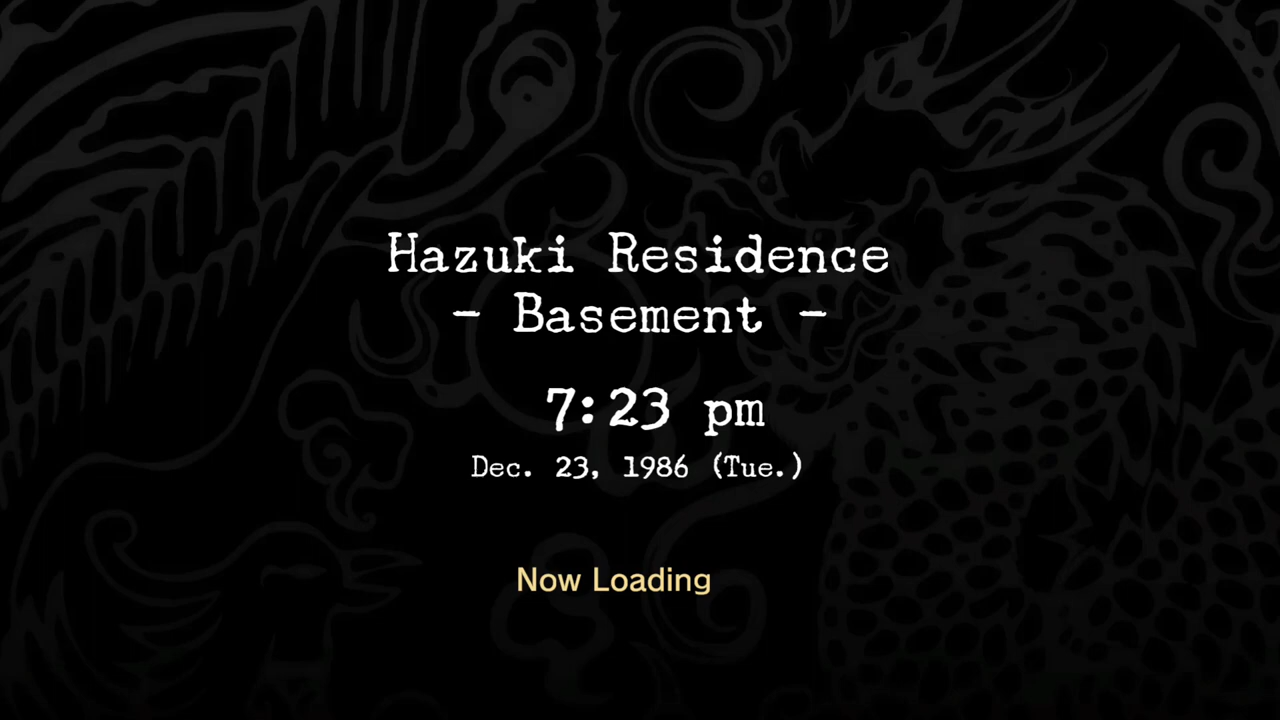 Hazuki Residence
- Basement -
7:23 pm
Dec. 23, 1986 (Tue.)
Now Loading